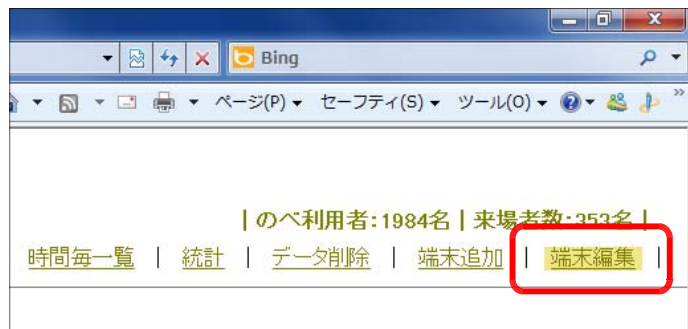 Bing
ページ(P) セーフティ(S) ツール(O)
|のべ利用者:1984名|来場者数:353名|
時間毎一覧 | 統計 | データ削除 | 端末追加 | 端末編集 |